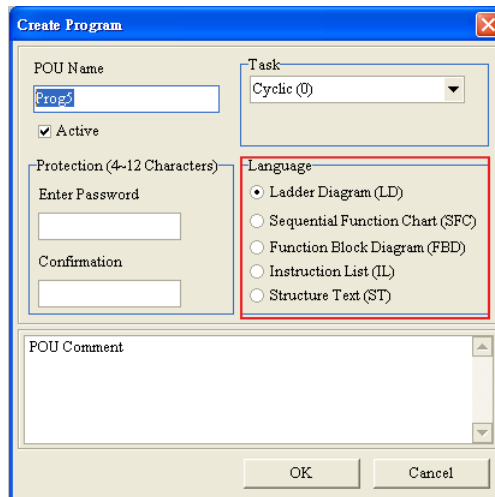 Create Program
POU Name
Prog5
Active
Task
Cyclic (0)
Protection (4~12 Characters)
Enter Password
Confirmation
Language
Ladder Diagram (LD)
Sequential Function Chart (SFC)
Function Block Diagram (FBD)
Instruction List (IL)
Structure Text (ST)
POU Comment
OK
Cancel